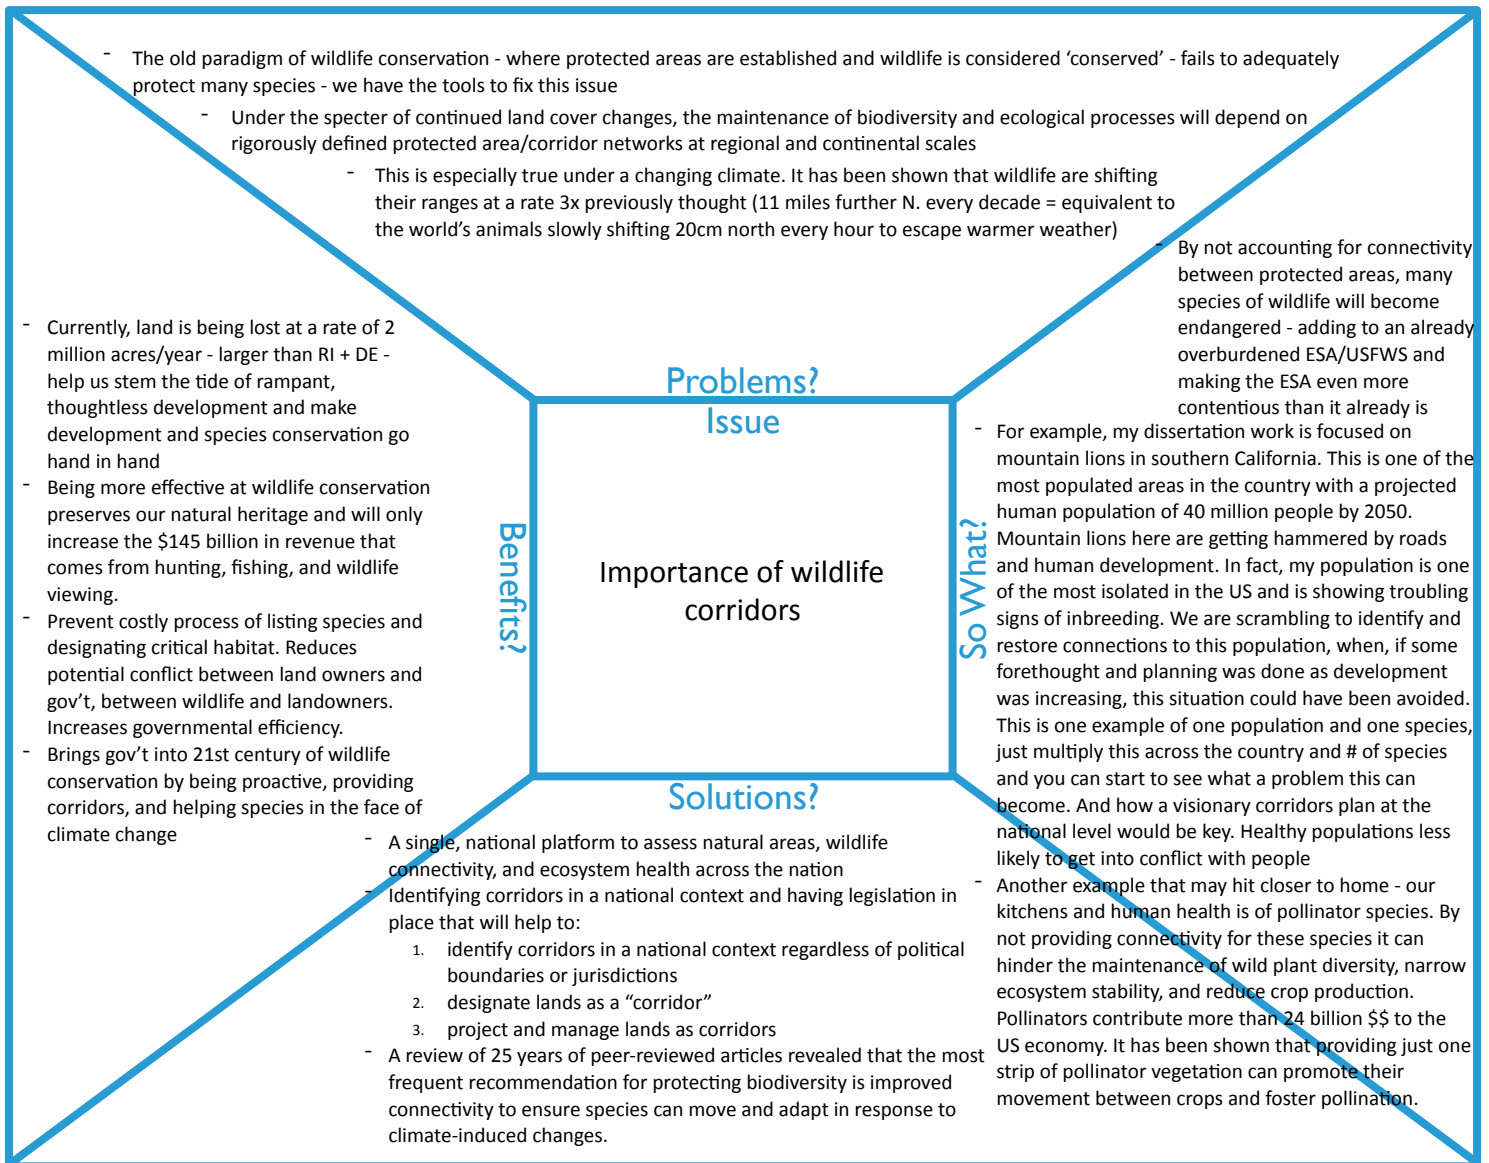 - The old paradigm of wildlife conservation - where protected areas are established and wildlife is considered ‘conserved’ - fails to adequately
protect many species - we have the tools to fix this issue
- Under the specter of continued land cover changes, the maintenance of biodiversity and ecological processes will depend on
rigorously defined protected area/corridor networks at regional and continental scales
- This is especially true under a changing climate. It has been shown that wildlife are shifting
their ranges at a rate 3x previously thought (11 miles further N. every decade = equivalent to
the world’s animals slowly shifting 20cm north every hour to escape warmer weather)
Problems?
Issue
Importance of wildlife
corridors
Benefits?
- Currently, land is being lost at a rate of 2
million acres/year - larger than RI + DE -
help us stem the tide of rampant,
thoughtless development and make
development and species conservation go
hand in hand
- Being more effective at wildlife conservation
preserves our natural heritage and will only
increase the $145 billion in revenue that
comes from hunting, fishing, and wildlife
viewing.
- Prevent costly process of listing species and
designating critical habitat. Reduces
potential conflict between land owners and
gov’t, between wildlife and landowners.
Increases governmental efficiency.
- Brings gov’t into 21st century of wildlife
conservation by being proactive, providing
corridors, and helping species in the face of
climate change
So What?
- By not accounting for connectivity
between protected areas, many
species of wildlife will become
endangered - adding to an already
overburdened ESA/USFWS and
making the ESA even more
contentious than it already is
- For example, my dissertation work is focused on
mountain lions in southern California. This is one of the
most populated areas in the country with a projected
human population of 40 million people by 2050.
Mountain lions here are getting hammered by roads
and human development. In fact, my population is one
of the most isolated in the US and is showing troubling
signs of inbreeding. We are scrambling to identify and
restore connections to this population, when, if some
forethought and planning was done as development
was increasing, this situation could have been avoided.
This is one example of one population and one species,
just multiply this across the country and # of species
and you can start to see what a problem this can
become. And how a visionary corridors plan at the
national level would be key. Healthy populations less
likely to get into conflict with people
- Another example that may hit closer to home - our
kitchens and human health is of pollinator species. By
not providing connectivity for these species it can
hinder the maintenance of wild plant diversity, narrow
ecosystem stability, and reduce crop production.
Pollinators contribute more than 24 billion $$ to the
US economy. It has been shown that providing just one
strip of pollinator vegetation can promote their
movement between crops and foster pollination.
Solutions?
- A single, national platform to assess natural areas, wildlife
connectivity, and ecosystem health across the nation
- Identifying corridors in a national context and having legislation in
place that will help to:
1. identify corridors in a national context regardless of political
boundaries or jurisdictions
2. designate lands as a “corridor”
3. project and manage lands as corridors
- A review of 25 years of peer-reviewed articles revealed that the most
frequent recommendation for protecting biodiversity is improved
connectivity to ensure species can move and adapt in response to
climate-induced changes.